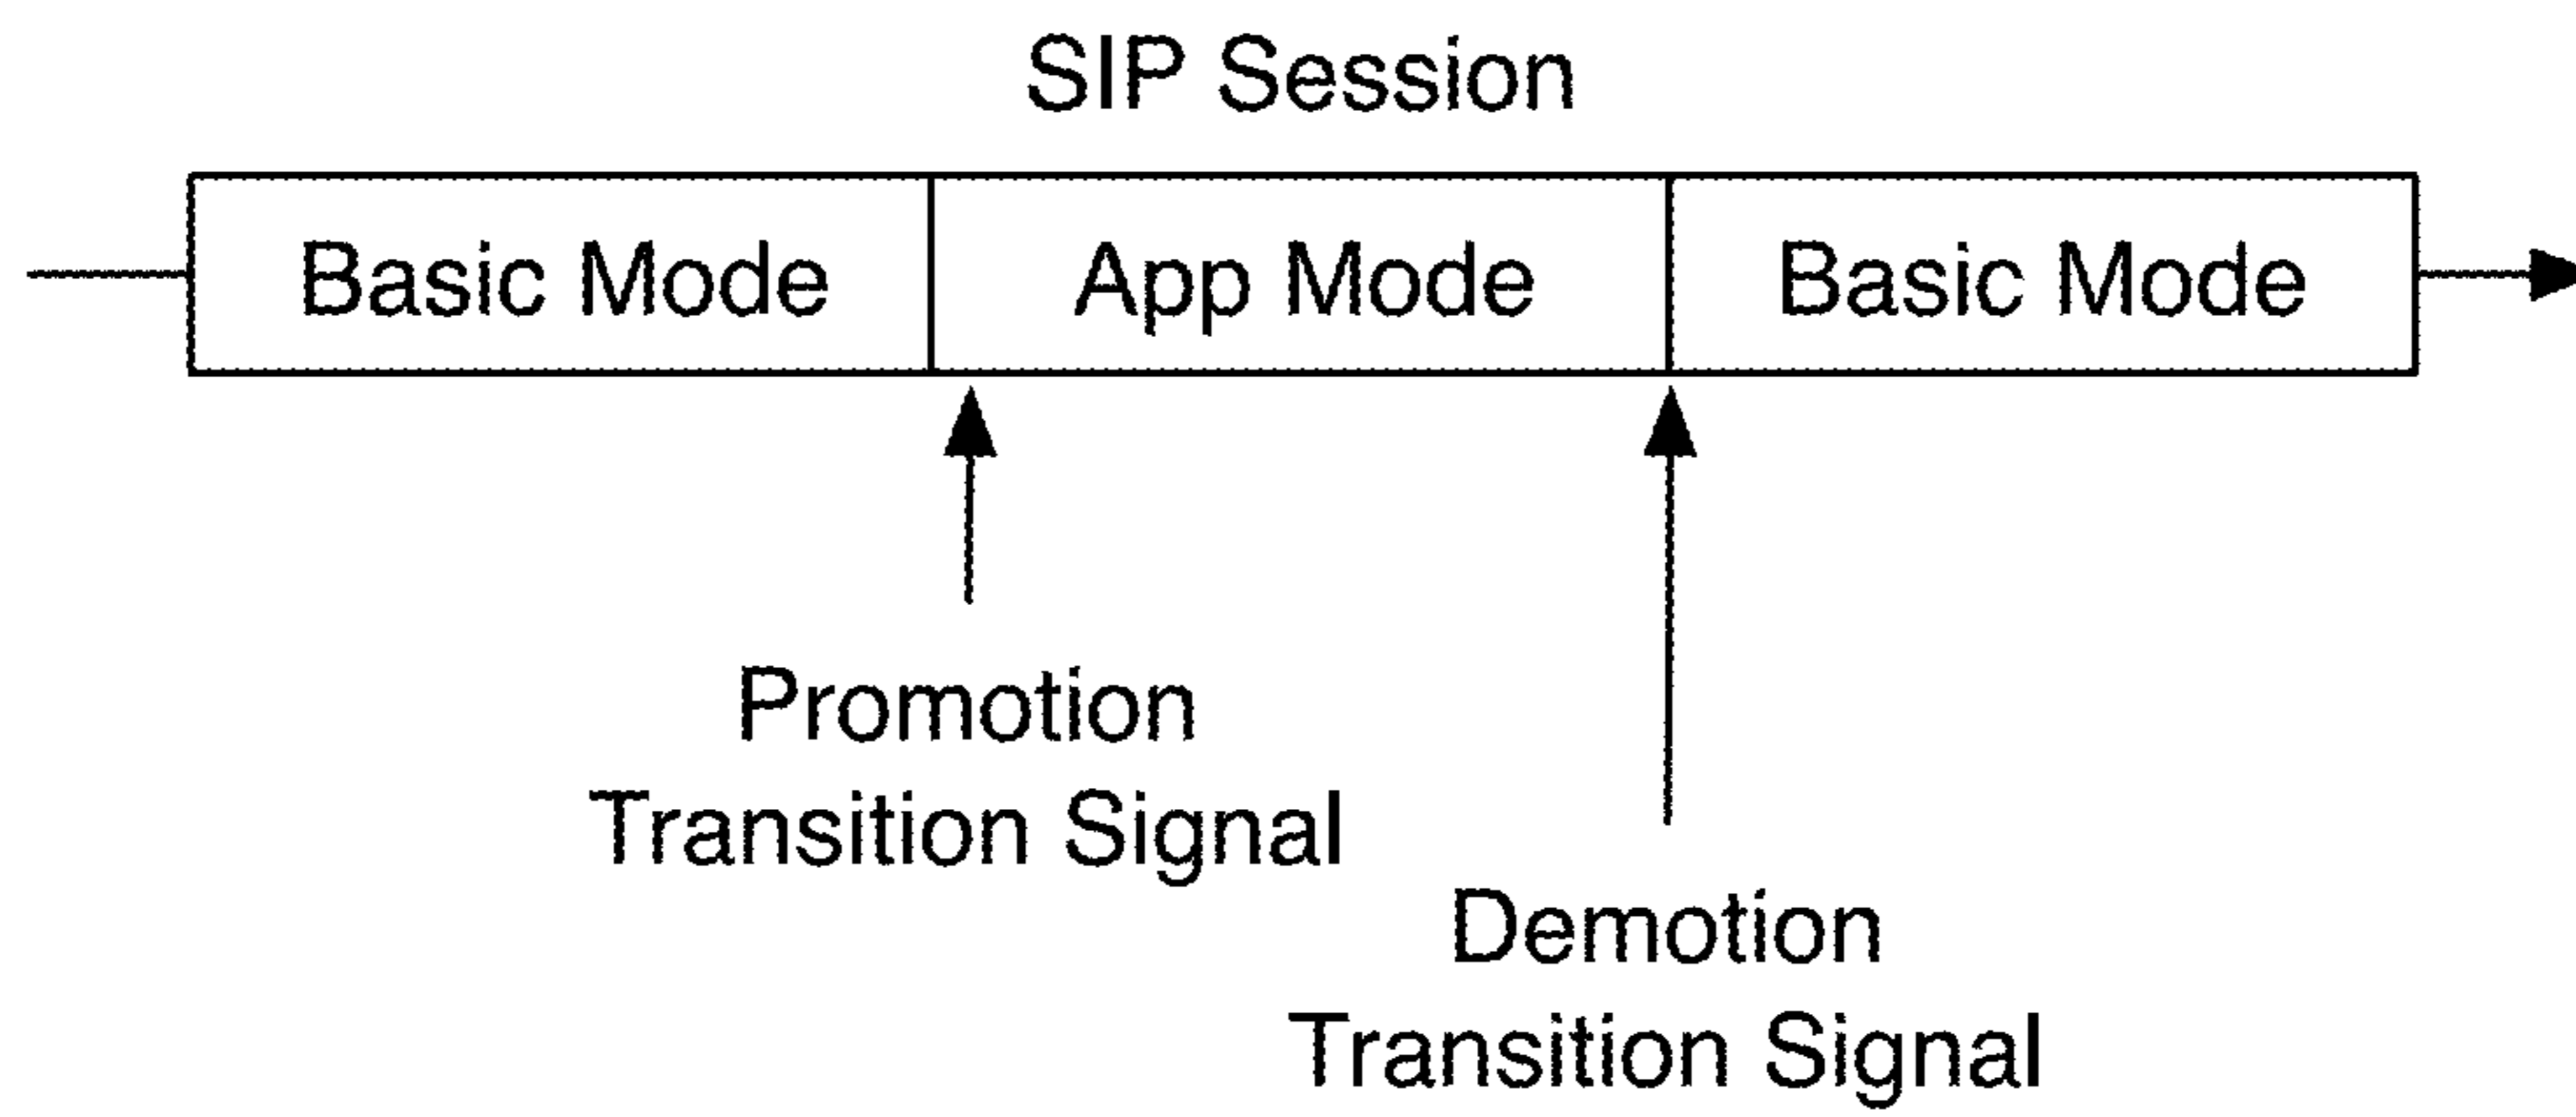 SIP Session
Basic Mode App Mode Basic Mode
Promotion
Transition Signal
Demotion
Transition Signal